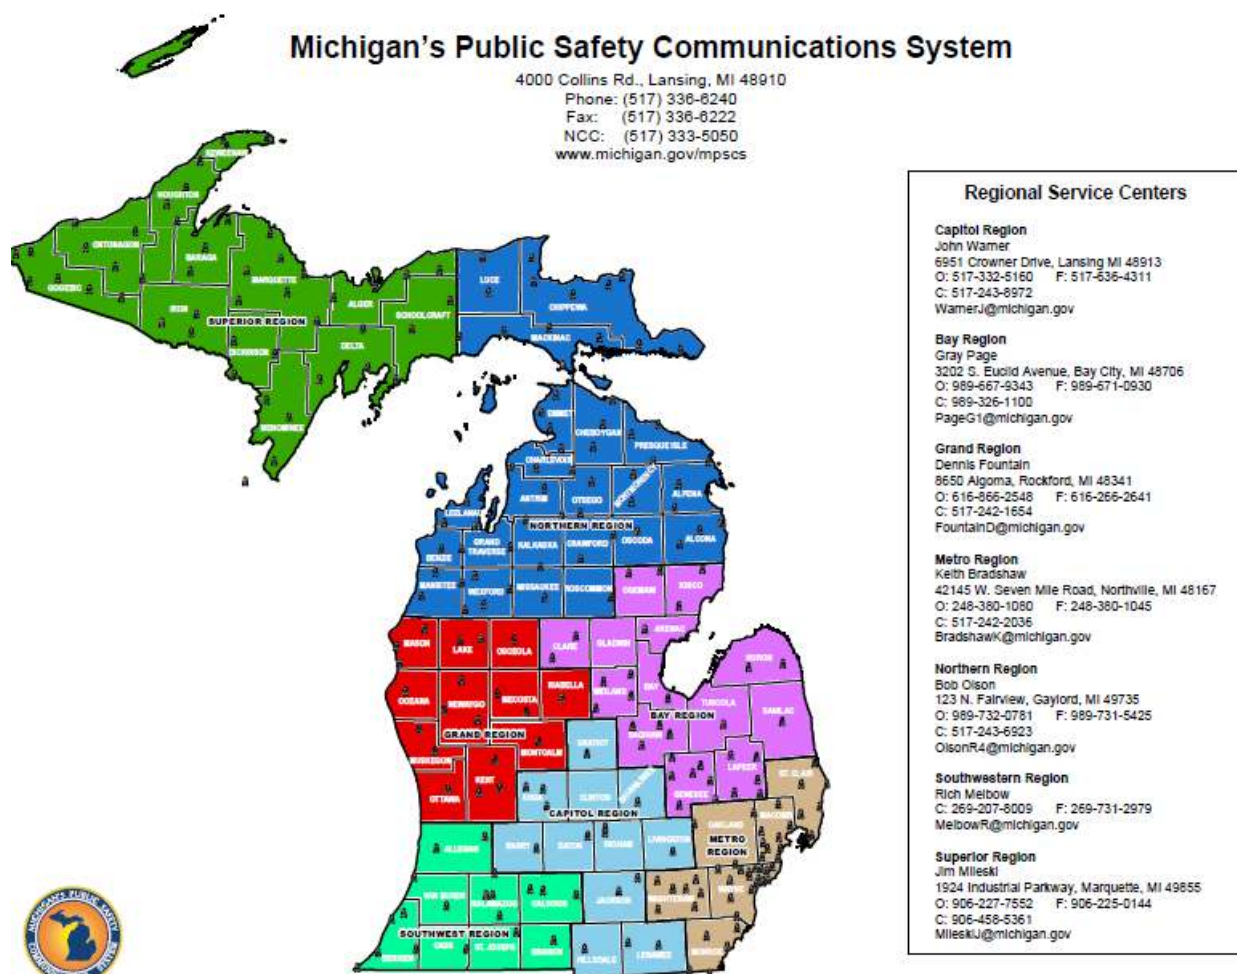 Michigan's Public Safety Communications System
4000 Collins Rd., Lansing, MI 48910
Phone: (517) 336-6240
Fax: (517) 336-6222
NCC: (517) 333-5050
www.michigan.gov/mpscs
Regional Service Centers
Capitol Region
John Warner
6951 Crowner Drive, Lansing MI 48913
O: 517-332-5160 F: 517-636-4311
C: 517-243-8972
WarnerJ@michigan.gov
Bay Region
Gray Page
3202 S. Euclid Avenue, Bay City, MI 48706
O: 989-667-9343 F: 989-671-0930
C: 989-326-1100
PageG1@michigan.gov
Grand Region
Dennis Fountain
8650 Algoma, Rockford, MI 48341
O: 616-866-2548 F: 616-266-2641
C: 517-242-1654
FountainD@michigan.gov
Metro Region
Keith Bradshaw
42145 W. Seven Mile Road, Northville, MI 48167
O: 248-380-1080 F: 248-380-1045
C: 517-242-2036
BradshawK@michigan.gov
Northern Region
Bob Olson
123 N. Fairview, Gaylord, MI 49735
O: 989-732-0781 F: 989-731-5425
C: 517-243-6923
OlsonR4@michigan.gov
Southwestern Region
Rich Melbow
C: 269-207-8009 F: 269-731-2979
MelbowR@michigan.gov
Superior Region
Jim Mileski
1924 Industrial Parkway, Marquette, MI 49855
O: 906-227-7552 F: 906-225-0144
C: 906-458-5361
MileskiJ@michigan.gov
KEWEENAW
HOUGHTON
ONTONAGON
BARAGA
GOGEBIC
MARQUETTE
IRON
ALGER
LUCE
CHIPPEWA
SCHOOLCRAFT
SUPERIOR REGION
MACKINAC
DICKINSON
DELTA
MENOMINEE
EMMET
CHEBOYGAN
PRESQUE ISLE
CHARLEVOIX
ANTRIM
OTSEGO
ALPENA
LEELANAU
NORTHERN REGION
BENZIE
GRAND
TRAVERSE
KALKASKA
CRAWFORD
OSCODA
ALCONA
MANISTEE
WEXFORD
MISSAUKEE
ROSCOMMON
OGEMAW
IOSCO
MASON
LAKE
OSCEOLA
CLARE
GLADWIN
ARENAC
HURON
OCEANA
NEWAYGO
MECOSTA
ISABELLA
MIDLAND
BAY
TUSCOLA
SANILAC
BAY REGION
GRAND REGION
MONTCALM
GRATIOT
SAGINAW
MUSKEGON
KENT
OTTAWA
IONIA
CLINTON
GENESEE
LAPEER
ST. CLAIR
CAPITOL REGION
ALLEGAN
BARRY
EATON
INGHAM
LIVINGSTON
OAKLAND
MACOMB
METRO
REGION
VAN BUREN
KALAMAZOO
CALHOUN
JACKSON
WASHTENAW
WAYNE
SOUTHWEST REGION
BERRIEN
CASS
ST. JOSEPH
BRANCH
HILLSDALE
LENAWEE
MONROE
MICHIGAN'S PUBLIC SAFETY